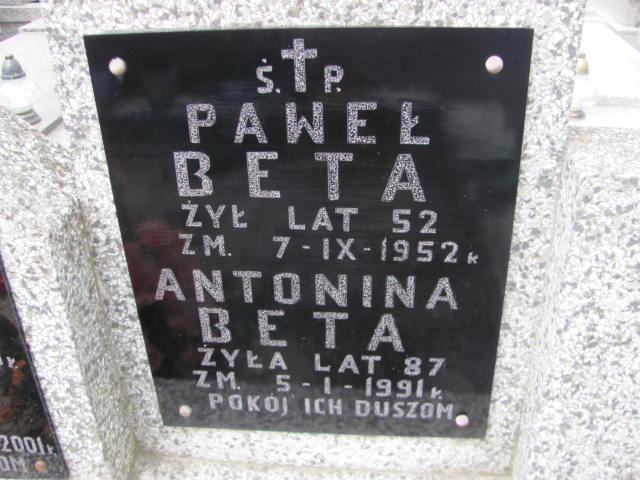 Ś. P.
PAWEŁ
BETA
ŻYŁ LAT 52
ZM. 7-IX-1952 R
ANTONINA
BETA
ŻYŁA LAT 87
ZM. 5-I-1991 R.
POKÓJ ICH DUSZOM
2001 R.